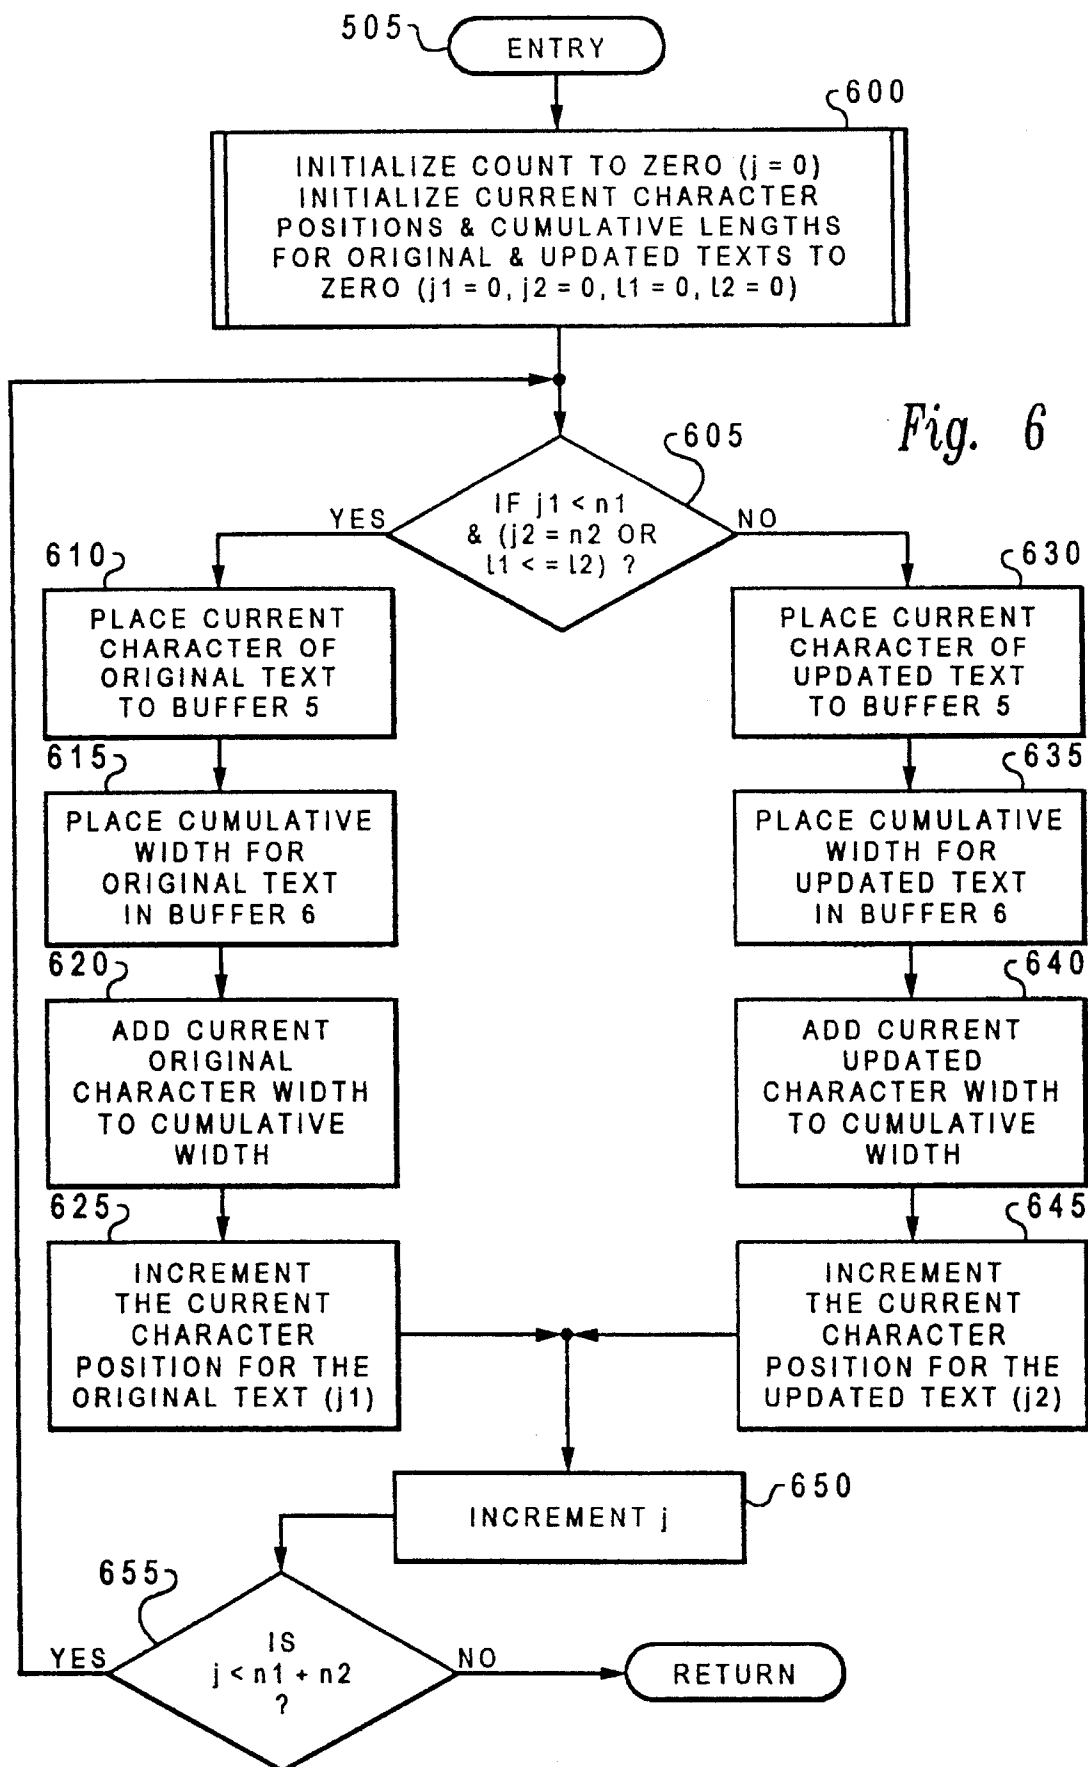 505
ENTRY
600
INITIALIZE COUNT TO ZERO (j = 0)
INITIALIZE CURRENT CHARACTER
POSITIONS & CUMULATIVE LENGTHS
FOR ORIGINAL & UPDATED TEXTS TO
ZERO (j1 = 0, j2 = 0, l1 = 0, l2 = 0)
Fig. 6
605
IF j1 < n1
& (j2 = n2 OR
l1 < = l2) ?
YES
NO
610
PLACE CURRENT
CHARACTER OF
ORIGINAL TEXT
TO BUFFER 5
615
PLACE CUMULATIVE
WIDTH FOR
ORIGINAL TEXT
IN BUFFER 6
620
ADD CURRENT
ORIGINAL
CHARACTER WIDTH
TO CUMULATIVE
WIDTH
625
INCREMENT
THE CURRENT
CHARACTER
POSITION FOR THE
ORIGINAL TEXT (j1)
630
PLACE CURRENT
CHARACTER OF
UPDATED TEXT
TO BUFFER 5
635
PLACE CUMULATIVE
WIDTH FOR
UPDATED TEXT
IN BUFFER 6
640
ADD CURRENT
UPDATED
CHARACTER WIDTH
TO CUMULATIVE
WIDTH
645
INCREMENT
THE CURRENT
CHARACTER
POSITION FOR THE
UPDATED TEXT (j2)
650
INCREMENT j
655
IS
j < n1 + n2
?
YES
NO
RETURN